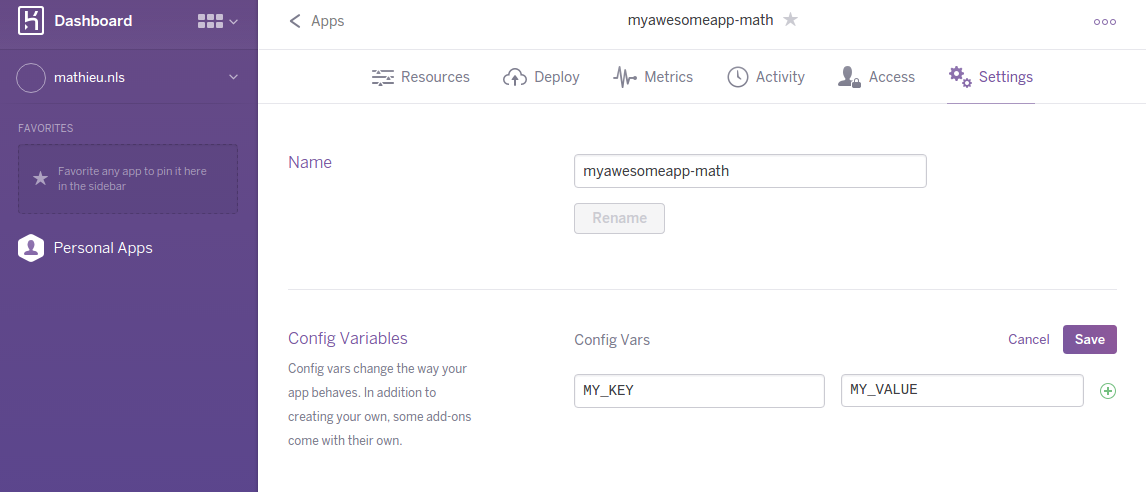 Dashboard
mathieu.nls
FAVORITES
Favorite any app to pin it here
in the sidebar
Personal Apps
Apps
myawesomeapp-math
Resources
Deploy
Metrics
Activity
Access
Settings
Name
myawesomeapp-math
Rename
Config Variables
Config vars change the way your
app behaves. In addition to
creating your own, some add-ons
come with their own.
Config Vars
Cancel
Save
MY_KEY
MY_VALUE